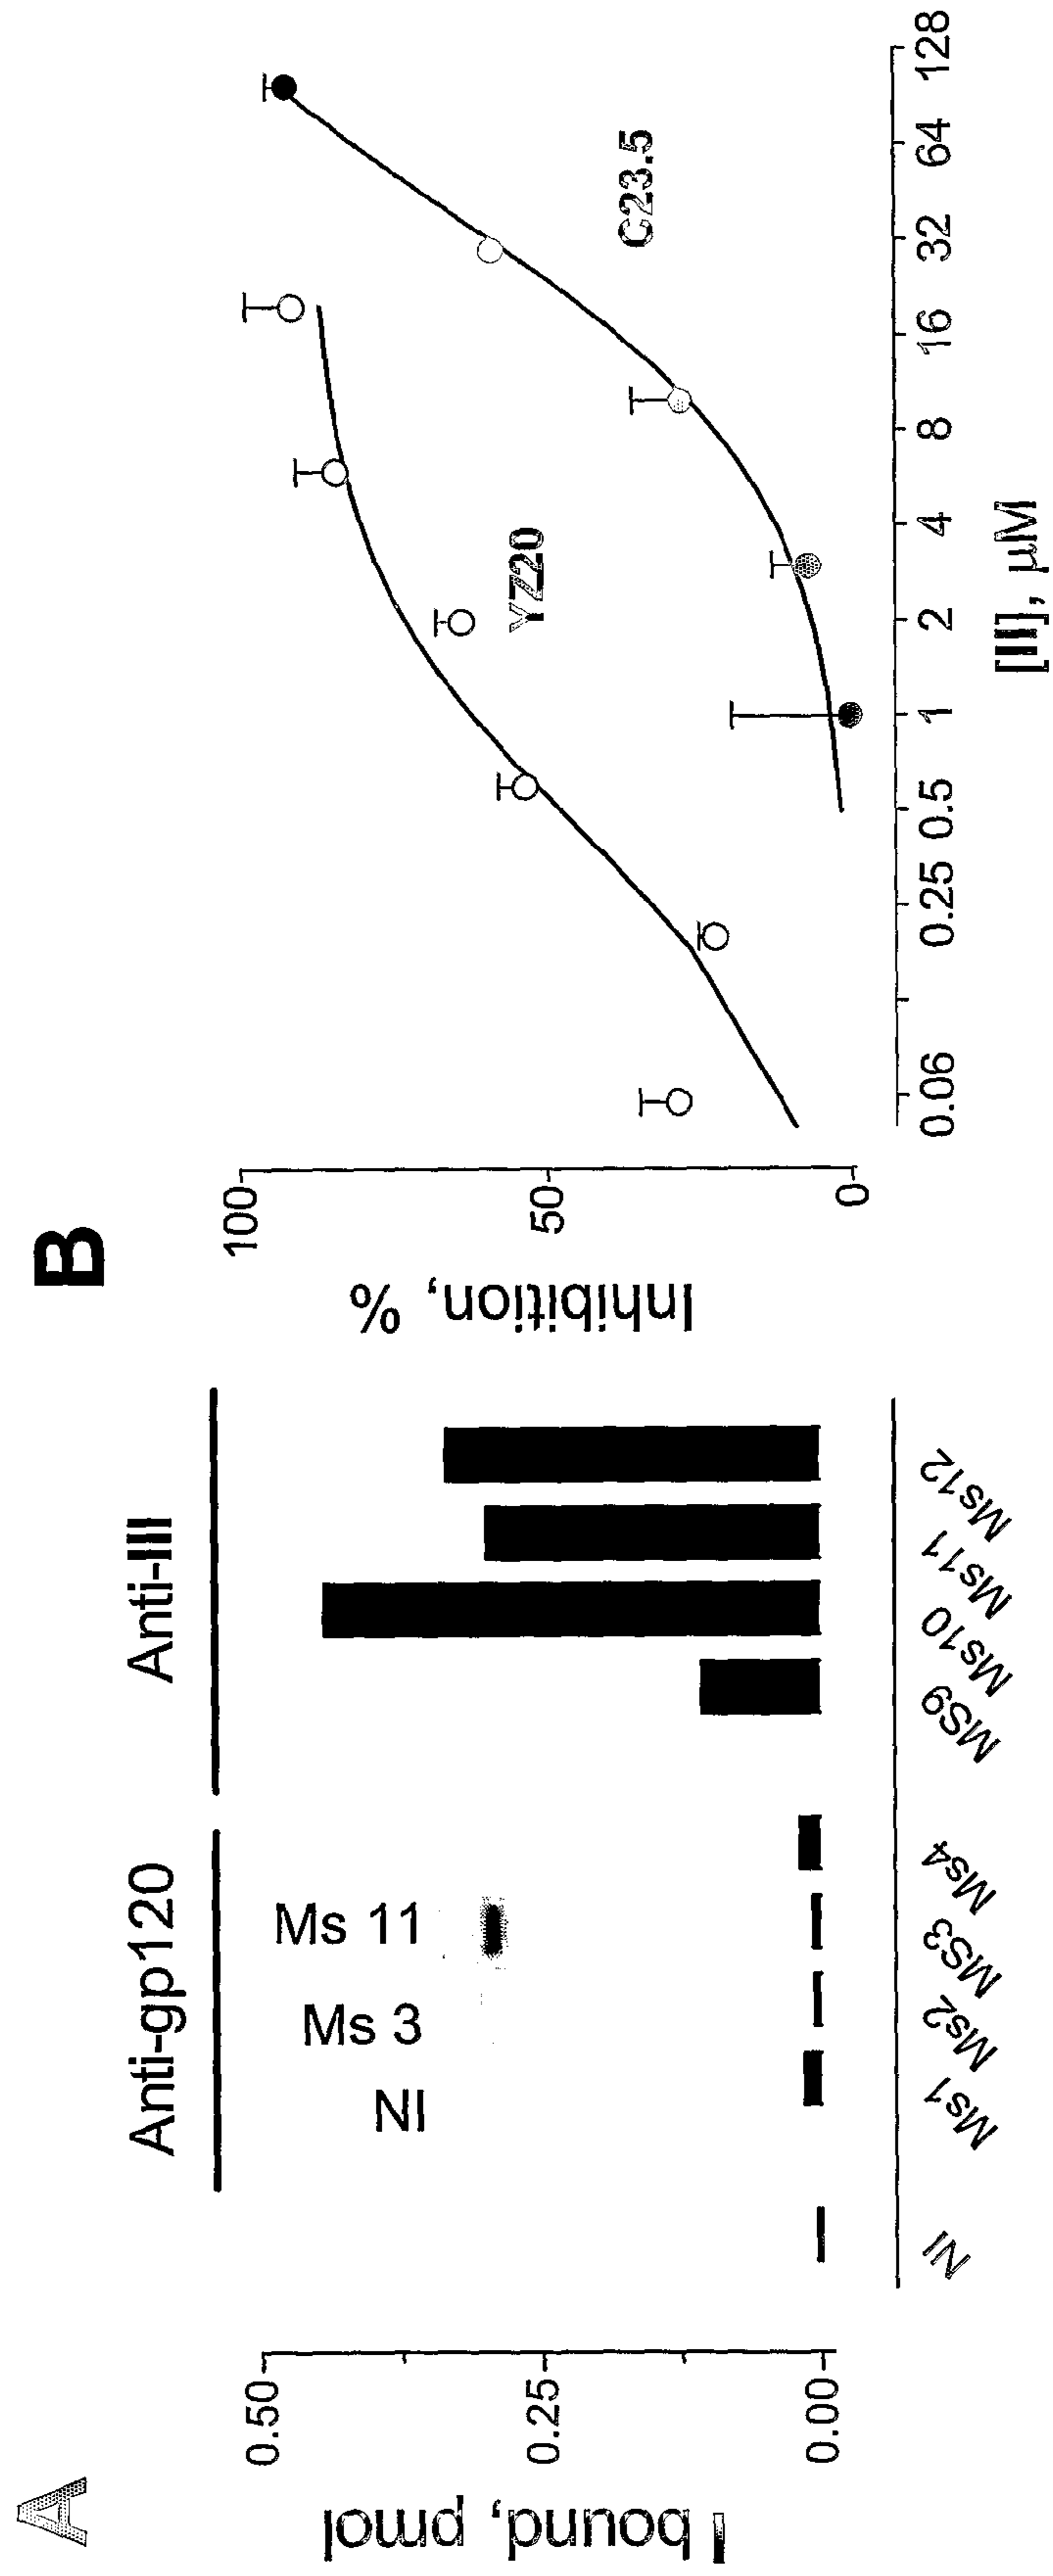 A
Anti-gp120
Anti-III
I bound, pmol
0.50
0.25
0.00
NI
Ms 3
Ms 11
NI
Ms1
Ms2
MS3
Ms4
MS9
Ms10
Ms11
Ms12
B
Inhibition, %
100
50
0
YZ20
C23.5
0.06
0.25
0.5
1
2
4
8
16
32
64
128
[II], µM